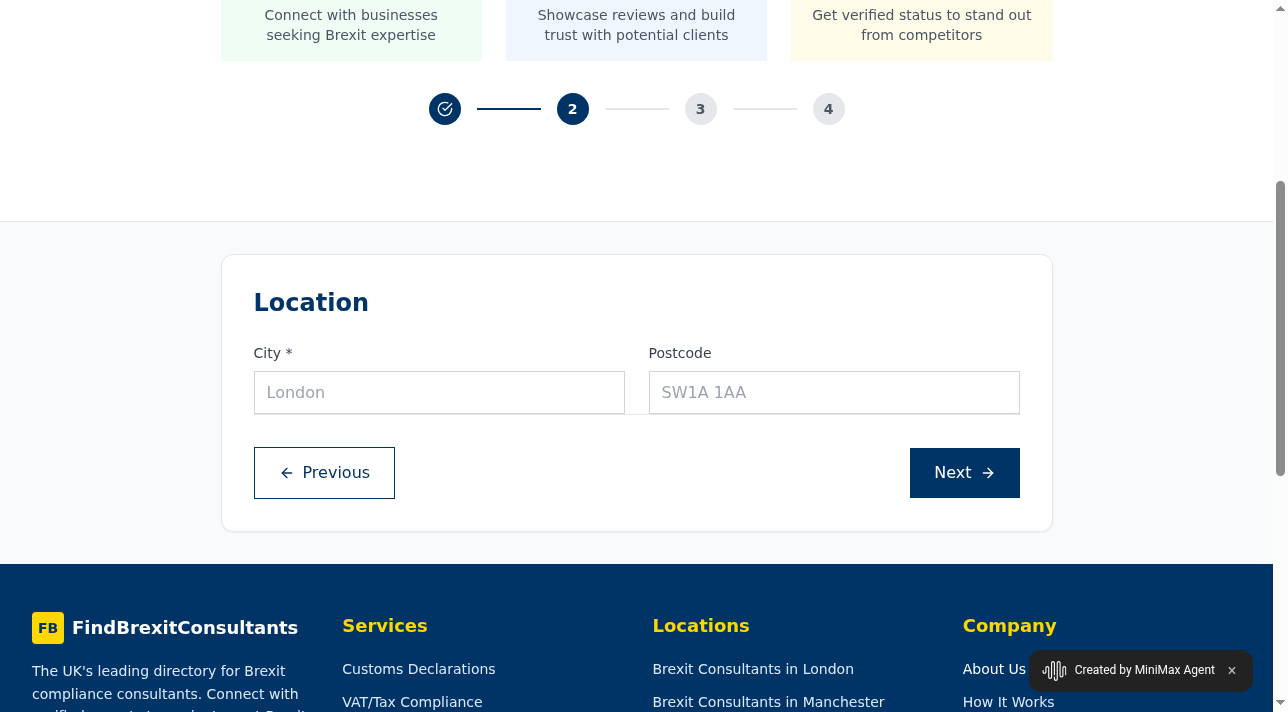 Connect with businesses
seeking Brexit expertise
Showcase reviews and build
trust with potential clients
Get verified status to stand out
from competitors
2
3
4
Location
City *
Postcode
London
SW1A 1AA
Previous
Next
FB FindBrexitConsultants
The UK's leading directory for Brexit
compliance consultants. Connect with
Services
Customs Declarations
VAT/Tax Compliance
Locations
Brexit Consultants in London
Brexit Consultants in Manchester
Company
About Us
How It Works
Created by MiniMax Agent ×